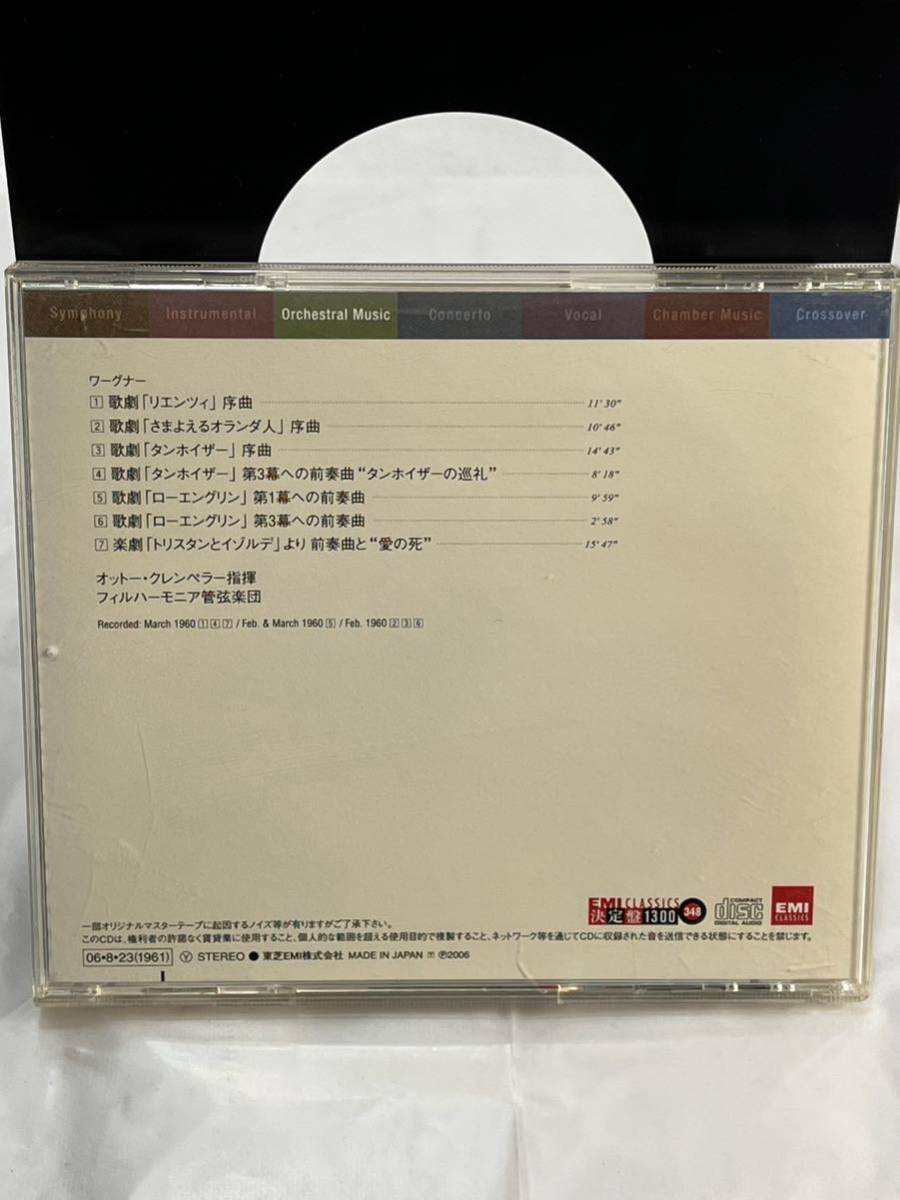 Symphony Instrumental Orchestral Music Concerto Vocal Chamber Music Crossover
ワーグナー
1 歌劇「リエンツィ」序曲 11'30"
2 歌劇「さまよえるオランダ人」序曲 10'46"
3 歌劇「タンホイザー」序曲 14'43"
4 歌劇「タンホイザー」第3幕への前奏曲“タンホイザーの巡礼” 8'18"
5 歌劇「ローエングリン」第1幕への前奏曲 9'59"
6 歌劇「ローエングリン」第3幕への前奏曲 2'58"
7 楽劇「トリスタンとイゾルデ」より 前奏曲と“愛の死” 15'47"
オットー・クレンペラー指揮
フィルハーモニア管弦楽団
Recorded: March 1960 1 4 7 / Feb. & March 1960 5 / Feb. 1960 2 3 6
EMI CLASSICS
決定盤 1300 348
COMPACT disc DIGITAL AUDIO
EMI CLASSICS
一部オリジナルマスターテープに起因するノイズ等が有りますがご了承下さい。
このCDは、権利者の許諾なく賃貸業に使用すること、個人的な範囲を超える使用目的で複製すること、ネットワーク等を通じてCDに収録された音を送信できる状態にすることを禁じます。
06•8•23(1961) Ⓨ STEREO ● 東芝EMI株式会社 MADE IN JAPAN ℗2006